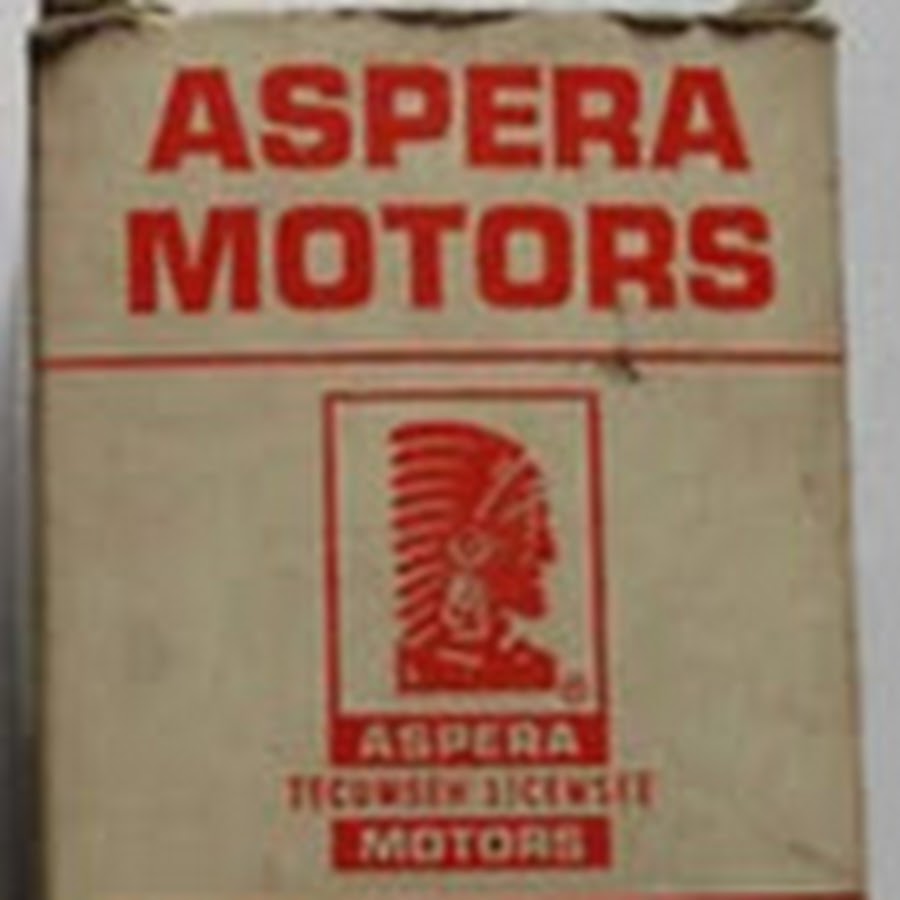 ASPERA
MOTORS
®
ASPERA
TECUMSEH LICENSEE
MOTORS